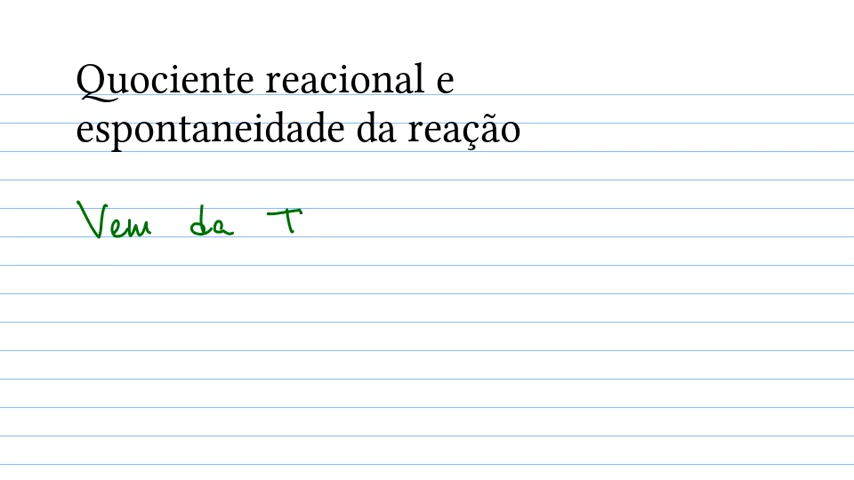 Quociente reacional e
espontaneidade da reação
Vem da T